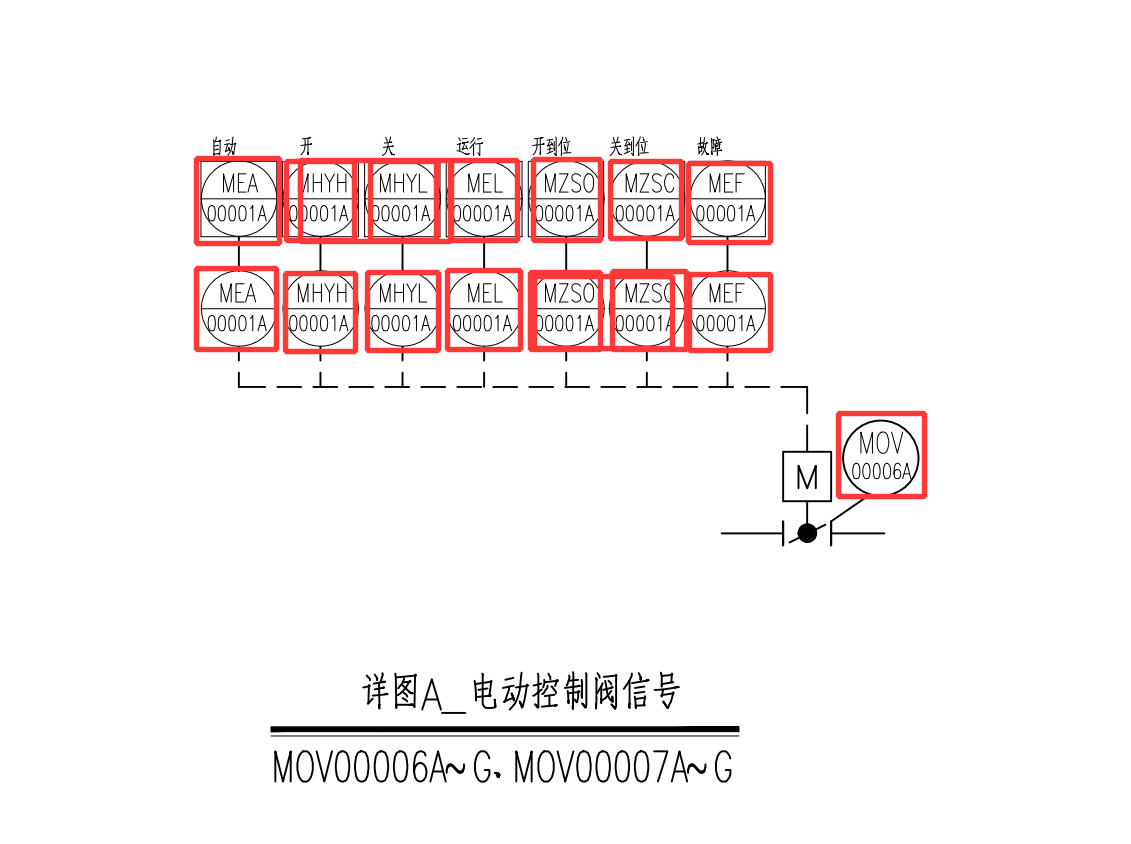 自动 开 关 运行 开到位 关到位 故障
MEA MHYH MHYL MEL MZSO MZSC MEF
00001A 00001A 00001A 00001A 00001A 00001A 00001A
MEA MHYH MHYL MEL MZSO MZSC MEF
00001A 00001A 00001A 00001A 00001A 00001A 00001A
MOV
00006A
M
详图A_电动控制阀信号
MOV00006A~G、MOV00007A~G